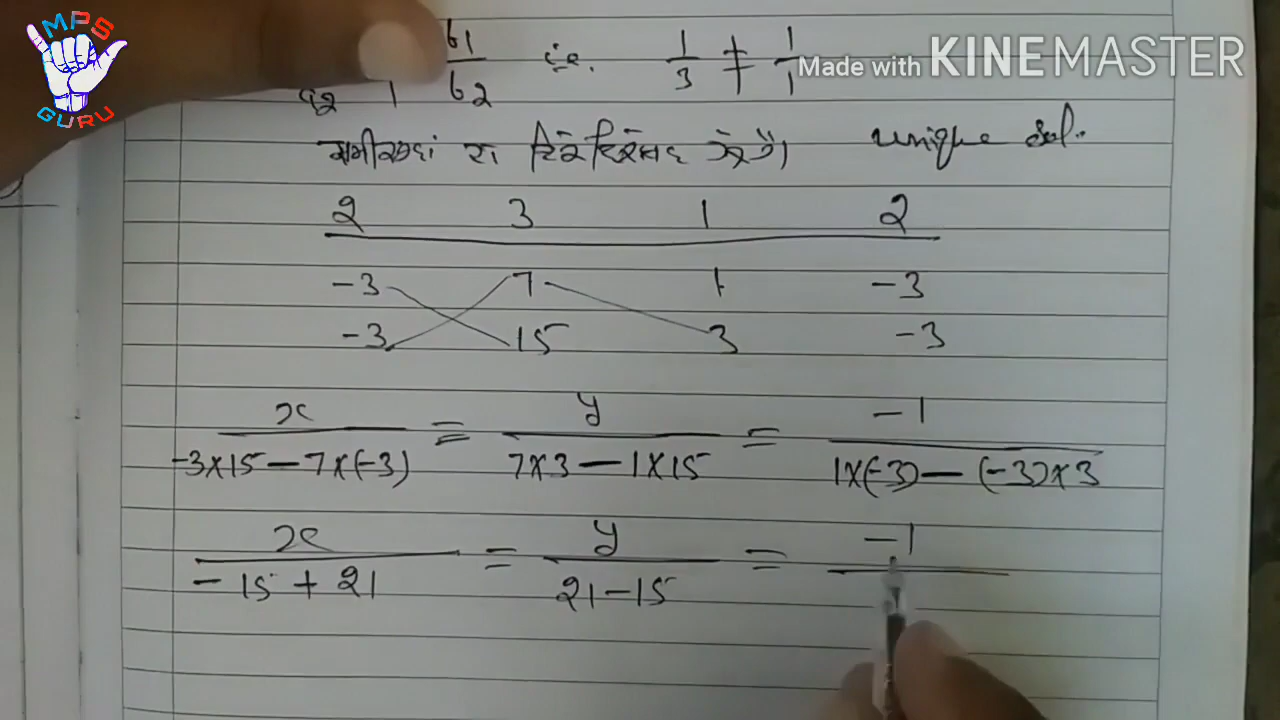 MPS
GURU
b1/b2 i.e. 1/3 ≠ 1/1
Made with KINEMASTER
a2
unique sol.
2 3 1 2
-3 7 1 -3
-3 15 3 -3
x/(-3×15-7×(-3)) = y/(7×3-1×15) = -1/(1×(-3)-(-3)×3)
x/(-15+21) = y/(21-15) = -1